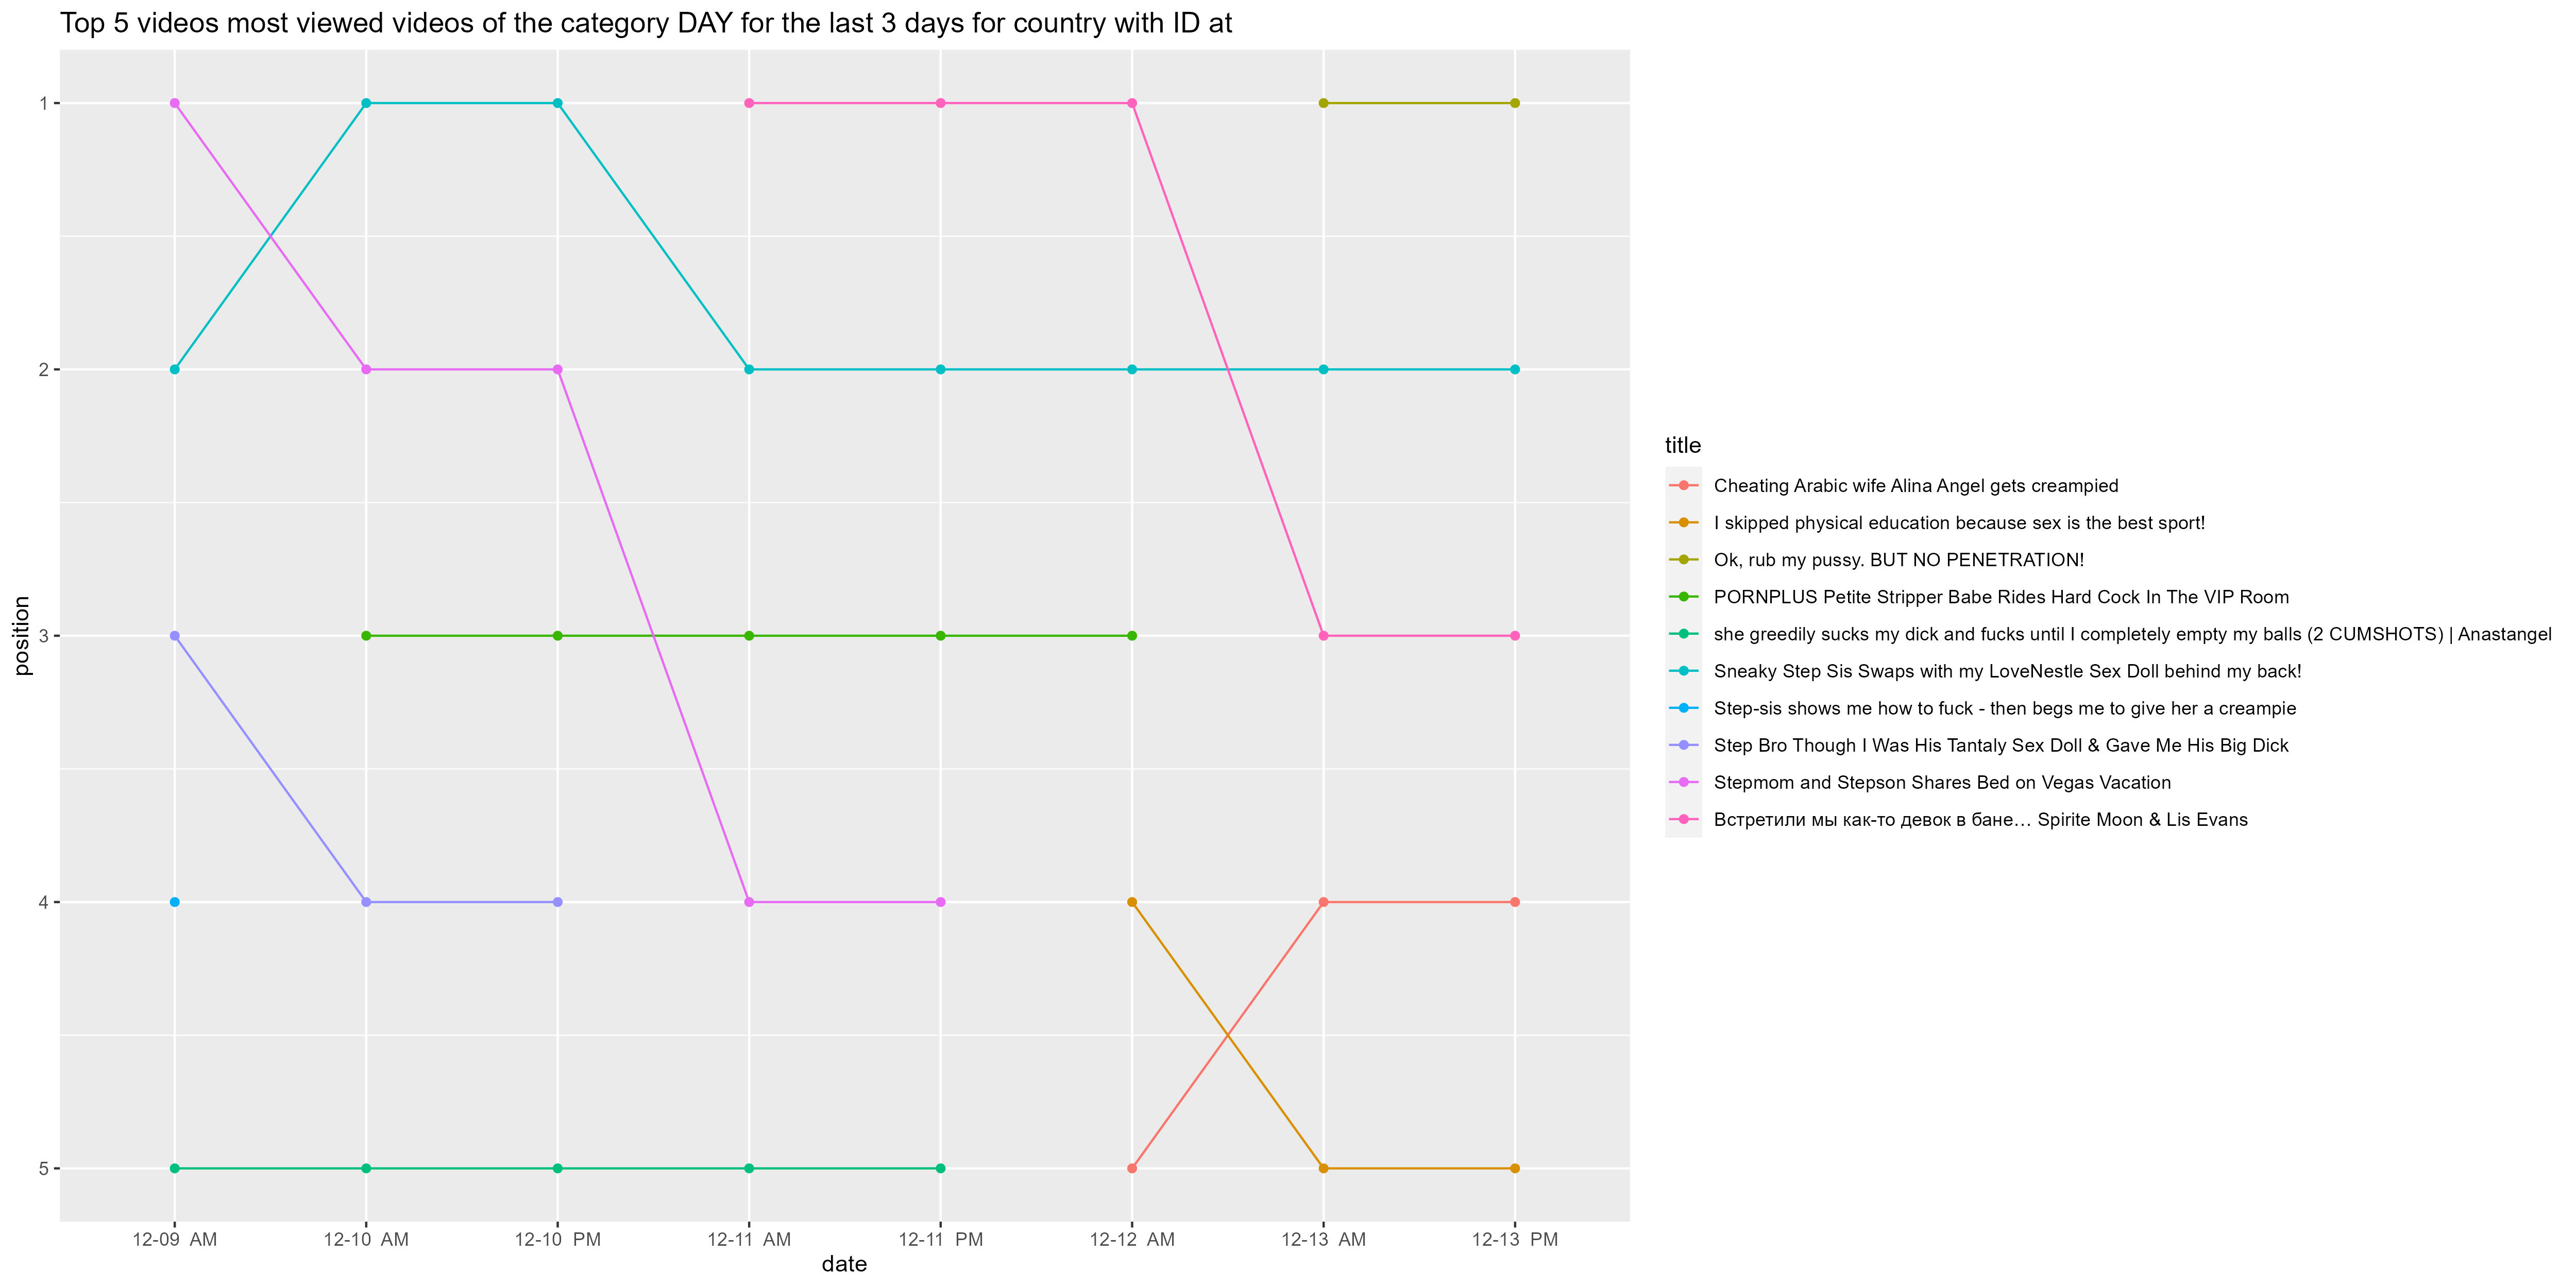 Top 5 videos most viewed videos of the category DAY for the last 3 days for country with ID at
position
1
2
3
4
5
12-09 AM
12-10 AM
12-10 PM
12-11 AM
12-11 PM
12-12 AM
12-13 AM
12-13 PM
date
title
Cheating Arabic wife Alina Angel gets creampied
I skipped physical education because sex is the best sport!
Ok, rub my pussy. BUT NO PENETRATION!
PORNPLUS Petite Stripper Babe Rides Hard Cock In The VIP Room
she greedily sucks my dick and fucks until I completely empty my balls (2 CUMSHOTS) | Anastangel
Sneaky Step Sis Swaps with my LoveNestle Sex Doll behind my back!
Step-sis shows me how to fuck - then begs me to give her a creampie
Step Bro Though I Was His Tantaly Sex Doll & Gave Me His Big Dick
Stepmom and Stepson Shares Bed on Vegas Vacation
Встретили мы как-то девок в бане… Spirite Moon & Lis Evans